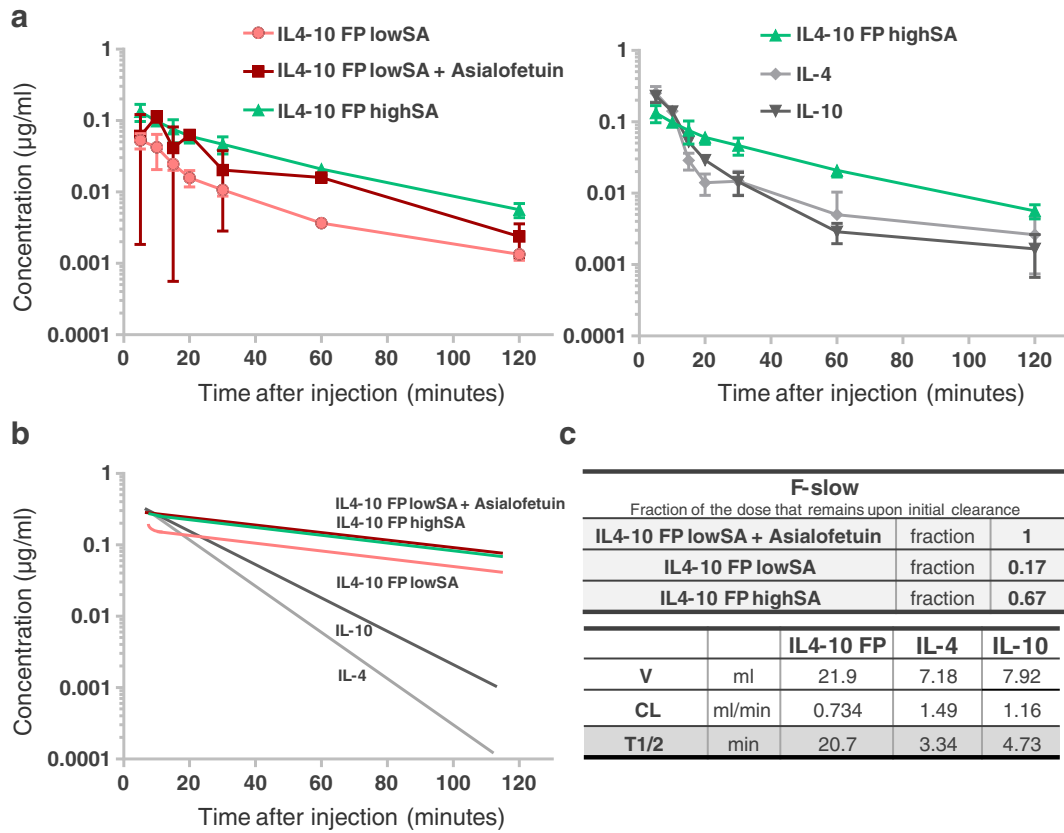 a
IL4-10 FP lowSA
IL4-10 FP lowSA + Asialofetuin
IL4-10 FP highSA
Concentration (µg/ml)
1
0.1
0.01
0.001
0.0001
0 20 40 60 80 100 120
Time after injection (minutes)
IL4-10 FP highSA
IL-4
IL-10
1
0.1
0.01
0.001
0.0001
0 20 40 60 80 100 120
Time after injection (minutes)
b
Concentration (µg/ml)
1
0.1
0.01
0.001
0.0001
IL4-10 FP lowSA + Asialofetuin
IL4-10 FP highSA
IL4-10 FP lowSA
IL-10
IL-4
0 20 40 60 80 100 120
Time after injection (minutes)
c
F-slow
Fraction of the dose that remains upon initial clearance
IL4-10 FP lowSA + Asialofetuin fraction 1
IL4-10 FP lowSA fraction 0.17
IL4-10 FP highSA fraction 0.67
IL4-10 FP IL-4 IL-10
V ml 21.9 7.18 7.92
CL ml/min 0.734 1.49 1.16
T1/2 min 20.7 3.34 4.73